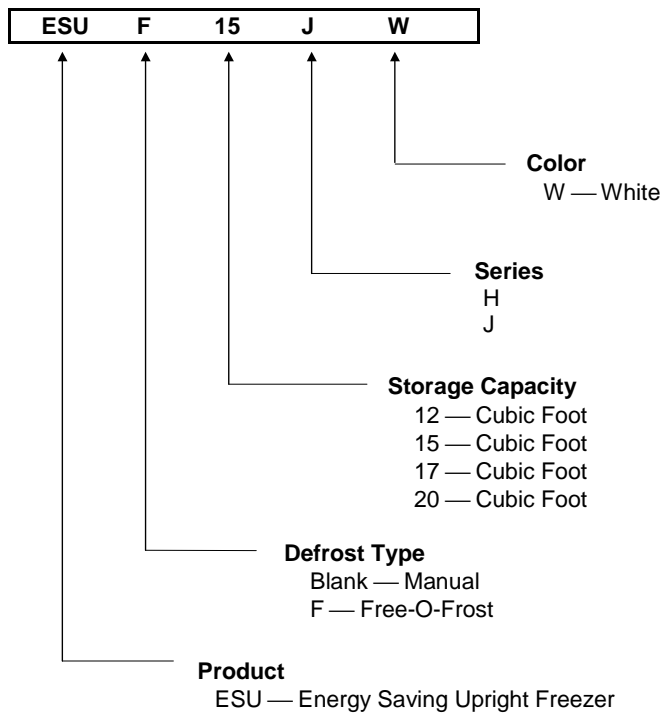 ESU F 15 J W
Color
W — White
Series
H
J
Storage Capacity
12 — Cubic Foot
15 — Cubic Foot
17 — Cubic Foot
20 — Cubic Foot
Defrost Type
Blank — Manual
F — Free-O-Frost
Product
ESU — Energy Saving Upright Freezer